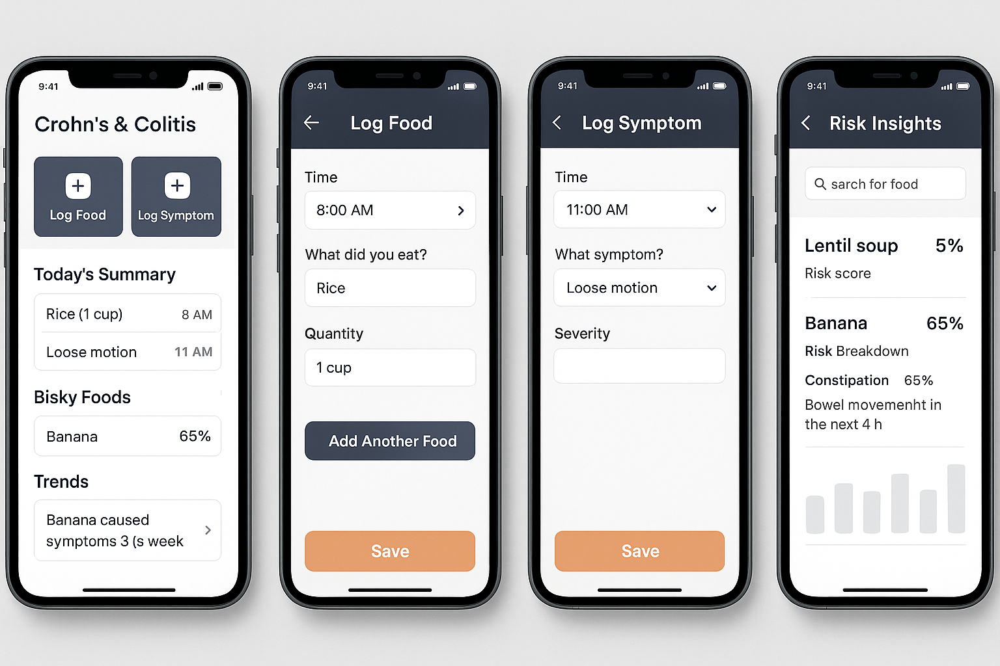 9:41
Crohn's & Colitis
Log Food
Log Symptom
Today's Summary
Rice (1 cup) 8 AM
Loose motion 11 AM
Bisky Foods
Banana 65%
Trends
Banana caused
symptoms 3 (s week
9:41
Log Food
Time
8:00 AM
What did you eat?
Rice
Quantity
1 cup
Add Another Food
Save
9:41
Log Symptom
Time
11:00 AM
What symptom?
Loose motion
Severity
Save
9:41
Risk Insights
sarch for food
Lentil soup 5%
Risk score
Banana 65%
Risk Breakdown
Constipation 65%
Bowel movemenht in
the next 4 h